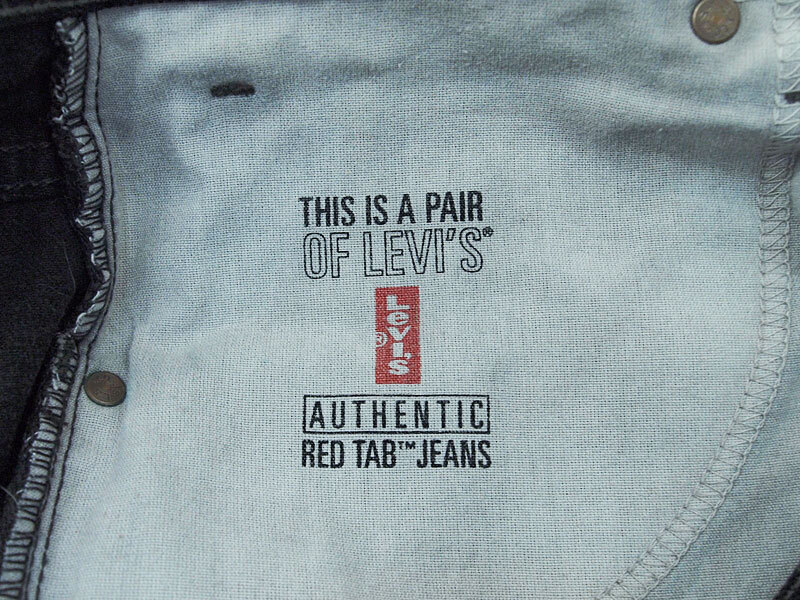 THIS IS A PAIR
OF LEVI'S®
Levi's
®
AUTHENTIC
RED TAB™ JEANS